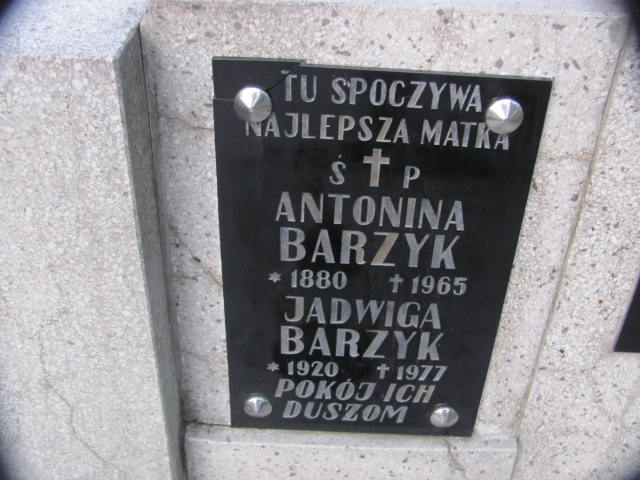 TU SPOCZYWA
NAJLEPSZA MATKA
Ś † P
ANTONINA
BARZYK
* 1880 † 1965
JADWIGA
BARZYK
* 1920 † 1977
POKÓJ ICH
DUSZOM